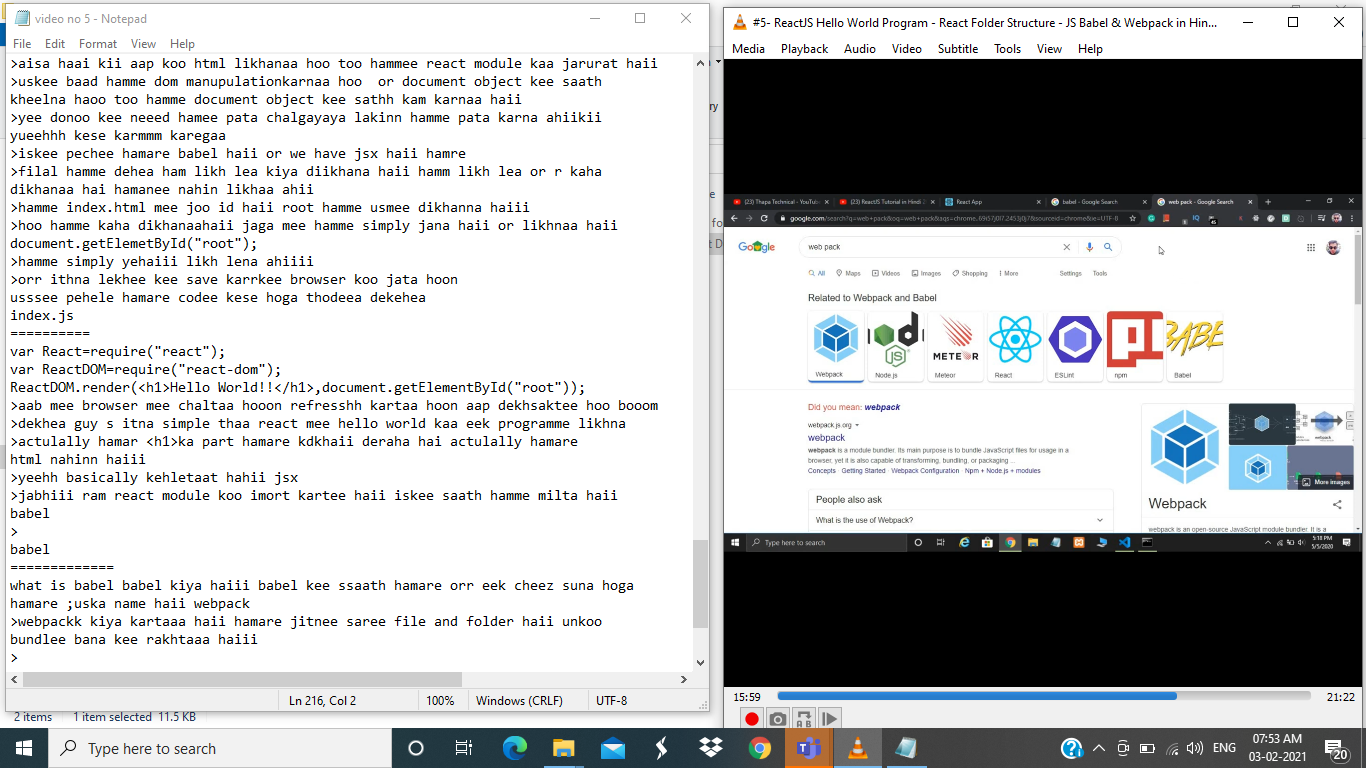 video no 5 - Notepad
File Edit Format View Help
>aisa haai kii aap koo html likhanaa hoo too hammee react module kaa jarurat haii
>uskee baad hamme dom manupulationkarnaa hoo  or document object kee saath
kheelna haoo too hamme document object kee sathh kam karnaa haii
>yee donoo kee neeed hamee pata chalgayaya lakinn hamme pata karna ahiikii
yueehhh kese karmmm karegaa
>iskee pechee hamare babel haii or we have jsx haii hamre
>filal hamme dehea ham likh lea kiya diikhana haii hamm likh lea or r kaha
dikhanaa hai hamanee nahin likhaa ahii
>hamme index.html mee joo id haii root hamme usmee dikhanna haiii
>hoo hamme kaha dikhanaahaii jaga mee hamme simply jana haii or likhnaa haii
document.getElemetById("root");
>hamme simply yehaiii likh lena ahiiii
>orr ithna lekhee kee save karrkee browser koo jata hoon
usssee pehele hamare codee kese hoga thodeea dekehea
index.js
==========
var React=require("react");
var ReactDOM=require("react-dom");
ReactDOM.render(<h1>Hello World!!</h1>,document.getElementById("root"));
>aab mee browser mee chaltaa hooon refresshh kartaa hoon aap dekhsaktee hoo booom
>dekhea guy s itna simple thaa react mee hello world kaa eek programme likhna
>actulally hamar <h1>ka part hamare kdkhaii deraha hai actulally hamare
html nahinn haiii
>yeehh basically kehletaat hahii jsx
>jabhiii ram react module koo imort kartee haii iskee saath hamme milta haii
babel
>
babel
=============
what is babel babel kiya haiii babel kee ssaath hamare orr eek cheez suna hoga
hamare ;uska name haii webpack
>webpackk kiya kartaaa haii hamare jitnee saree file and folder haii unkoo
bundlee bana kee rakhtaaa haiii
>
Ln 216, Col 2 100% Windows (CRLF) UTF-8
2 items 1 item selected 11.5 KB
#5- ReactJS Hello World Program - React Folder Structure - JS Babel & Webpack in Hin...
Media Playback Audio Video Subtitle Tools View Help
(23) Thapa Technical - YouTub (23) ReactJS Tutorial in Hindi React App babel - Google Search web pack - Google Search
Google
web pack
All Maps Videos Images Shopping More Settings Tools
Related to Webpack and Babel
METEOR
BABE
Webpack Node.js Meteor React ESLint npm Babel
Did you mean: webpack
webpack.js.org
webpack
webpack is a module bundler. Its main purpose is to bundle JavaScript files for usage in a
browser, yet it is also capable of transforming, bundling, or packaging ...
Concepts · Getting Started · Webpack Configuration · Npm + Node.js + modules
People also ask
What is the use of Webpack?
More images
Webpack
webpack is an open-source JavaScript module bundler. It is a
Type here to search
5:18 PM
5/5/2020
15:59 21:22
Type here to search
ENG
07:53 AM
03-02-2021
20